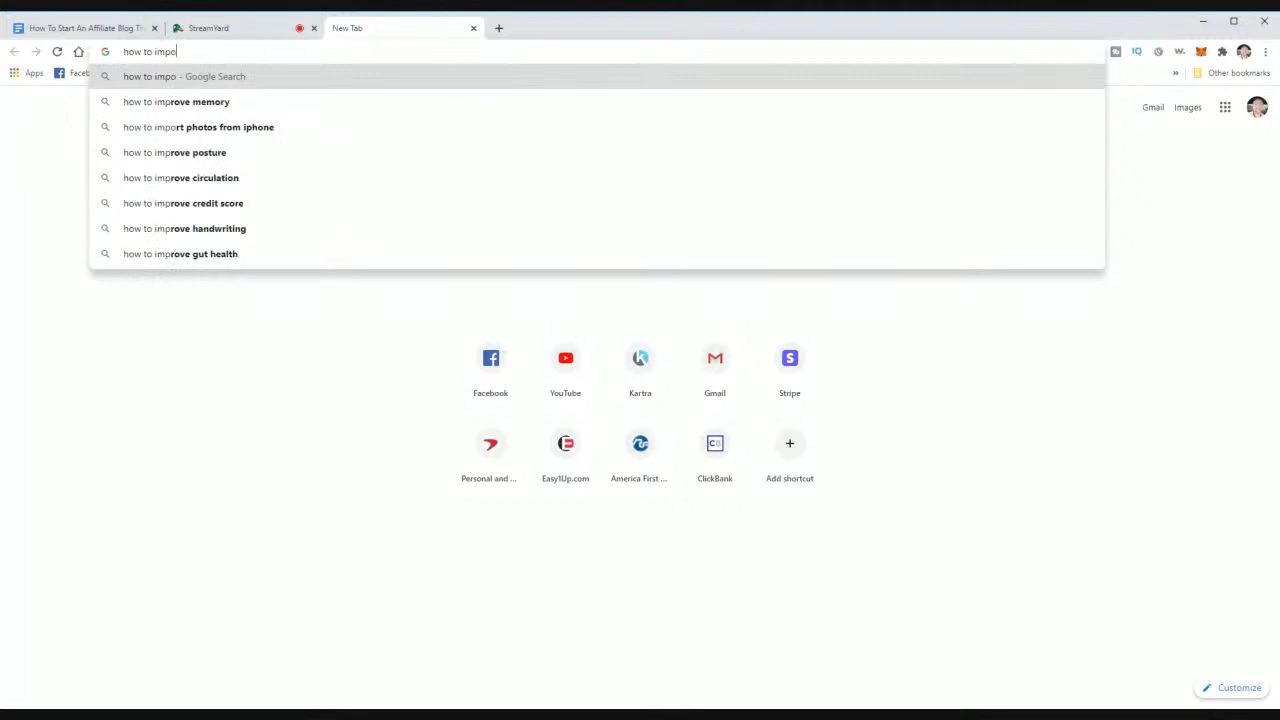 How To Start An Affiliate Blog Th
StreamYard
New Tab
how to impo
Apps
Faceb
Other bookmarks
how to impo - Google Search
how to improve memory
how to import photos from iphone
how to improve posture
how to improve circulation
how to improve credit score
how to improve handwriting
how to improve gut health
Gmail
Images
Facebook
YouTube
Kartra
Gmail
Stripe
Personal and ...
Easy1Up.com
America First ...
ClickBank
Add shortcut
Customize